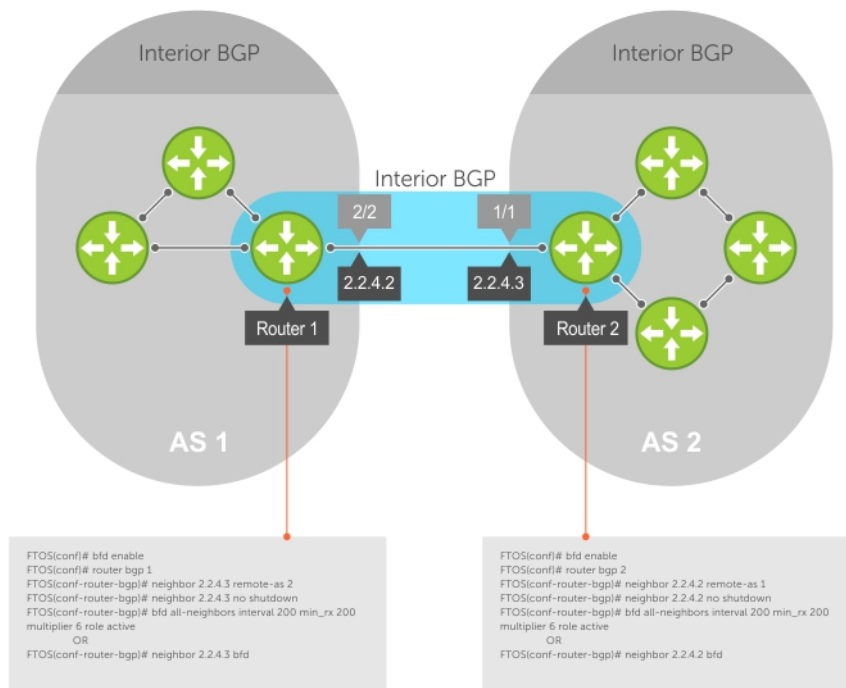 Interior BGP
Interior BGP
Interior BGP
2/2
1/1
2.2.4.2
2.2.4.3
Router 1
Router 2
AS 1
AS 2
FTOS(conf)# bfd enable
FTOS(conf)# router bgp 1
FTOS(conf-router-bgp)# neighbor 2.2.4.3 remote-as 2
FTOS(conf-router-bgp)# neighbor 2.2.4.3 no shutdown
FTOS(conf-router-bgp)# bfd all-neighbors interval 200 min_rx 200
multiplier 6 role active
OR
FTOS(conf-router-bgp)# neighbor 2.2.4.3 bfd
FTOS(conf)# bfd enable
FTOS(conf)# router bgp 2
FTOS(conf-router-bgp)# neighbor 2.2.4.2 remote-as 1
FTOS(conf-router-bgp)# neighbor 2.2.4.2 no shutdown
FTOS(conf-router-bgp)# bfd all-neighbors interval 200 min_rx 200
multiplier 6 role active
OR
FTOS(conf-router-bgp)# neighbor 2.2.4.2 bfd